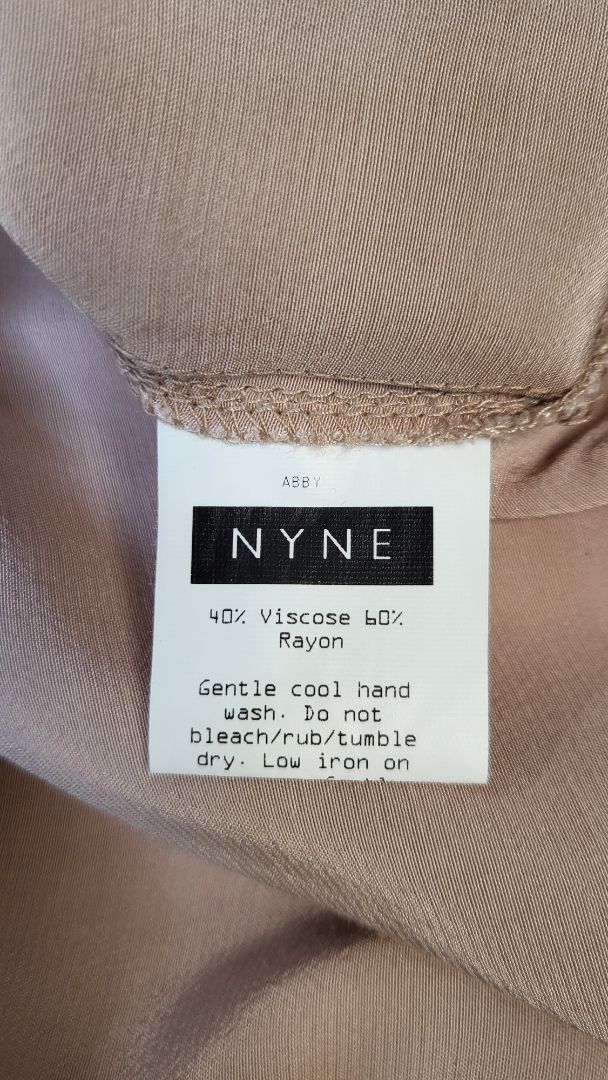 ABBY
NYNE
40% Viscose 60%
Rayon
Gentle cool hand
wash. Do not
bleach/rub/tumble
dry. Low iron on